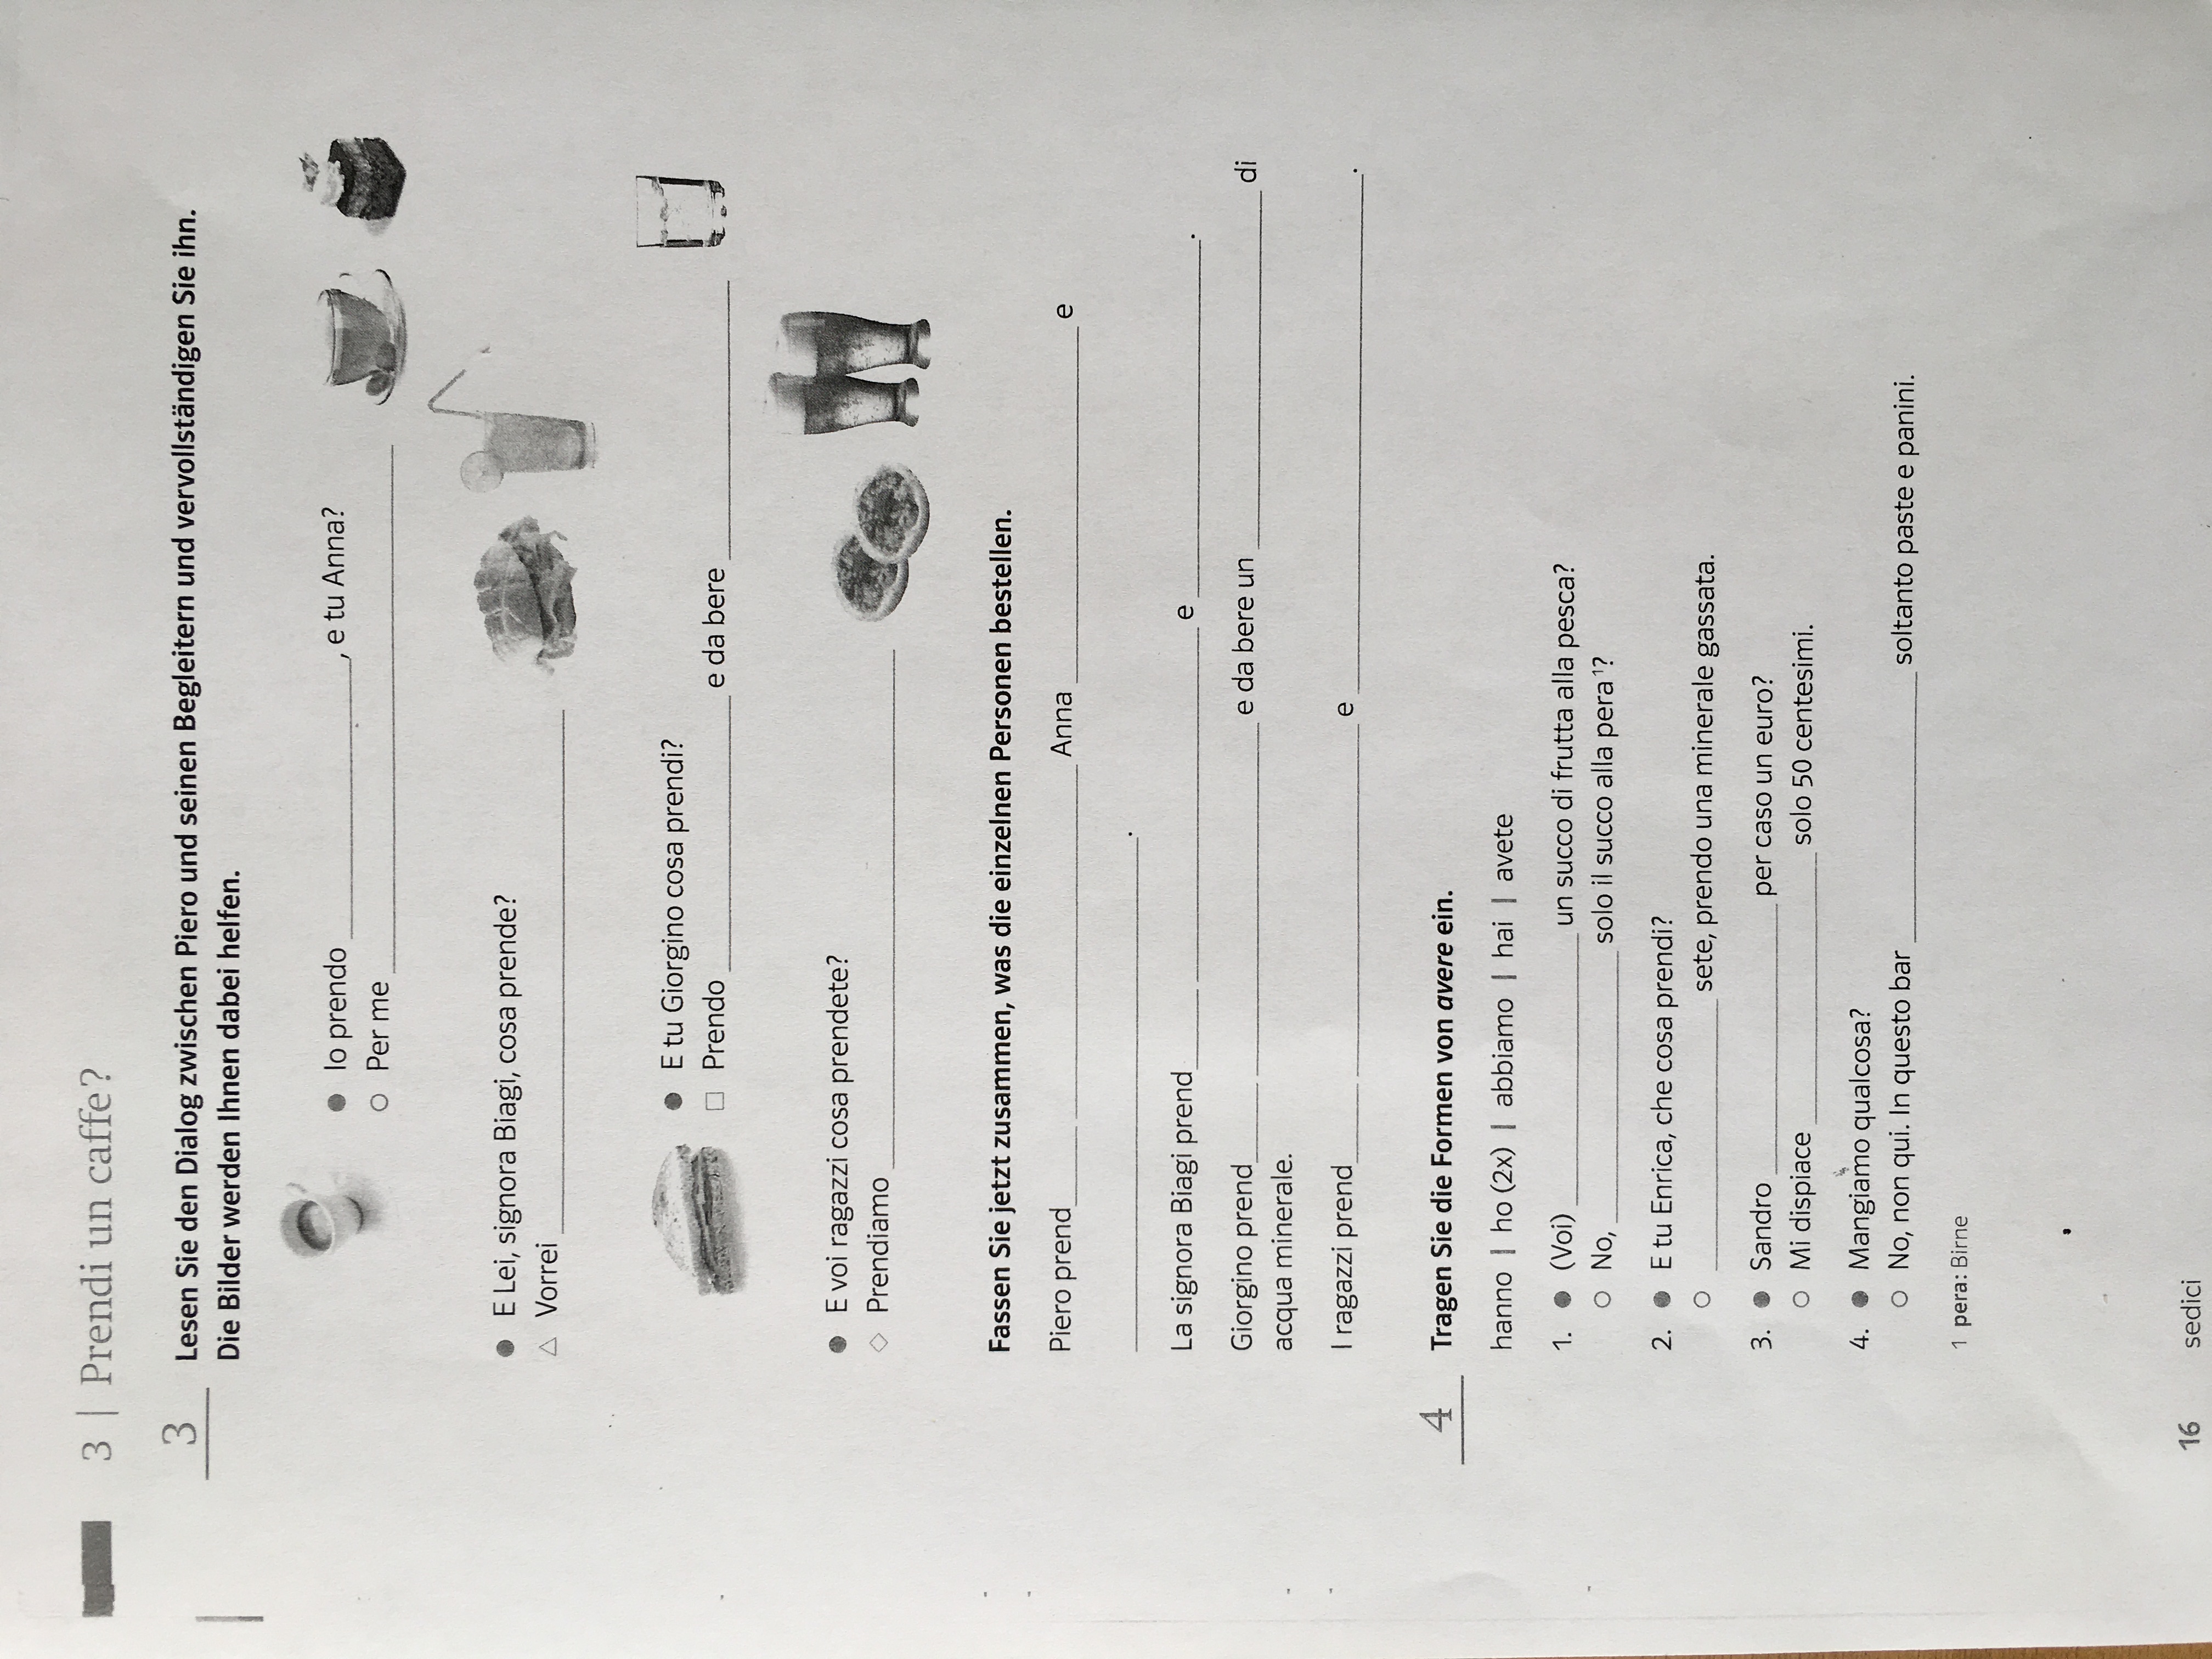 3 | Prendi un caffe?
3 Lesen Sie den Dialog zwischen Piero und seinen Begleitern und vervollständigen Sie ihn.
Die Bilder werden Ihnen dabei helfen.
● Io prendo ____________, e tu Anna?
○ Per me ____________
● E Lei, signora Biagi, cosa prende?
△ Vorrei ____________
● E tu Giorgino cosa prendi?
□ Prendo ____________ e da bere ____________
● E voi ragazzi cosa prendete?
◇ Prendiamo ____________
Fassen Sie jetzt zusammen, was die einzelnen Personen bestellen.
Piero prend____ ____________ Anna ____________ e
____________.
La signora Biagi prend____ ____________ e ____________.
Giorgino prend____ ____________ e da bere un ____________ di
acqua minerale.
I ragazzi prend____ ____________ e ____________.
4 Tragen Sie die Formen von avere ein.
hanno | ho (2x) | abbiamo | hai | avete
1. ● (Voi) ____________ un succo di frutta alla pesca?
○ No, ____________ solo il succo alla pera¹?
2. ● E tu Enrica, che cosa prendi?
○ ____________ sete, prendo una minerale gassata.
3. ● Sandro ____________ per caso un euro?
○ Mi dispiace ____________ solo 50 centesimi.
4. ● Mangiamo qualcosa?
○ No, non qui. In questo bar ____________ soltanto paste e panini.
1 pera: Birne
16 sedici